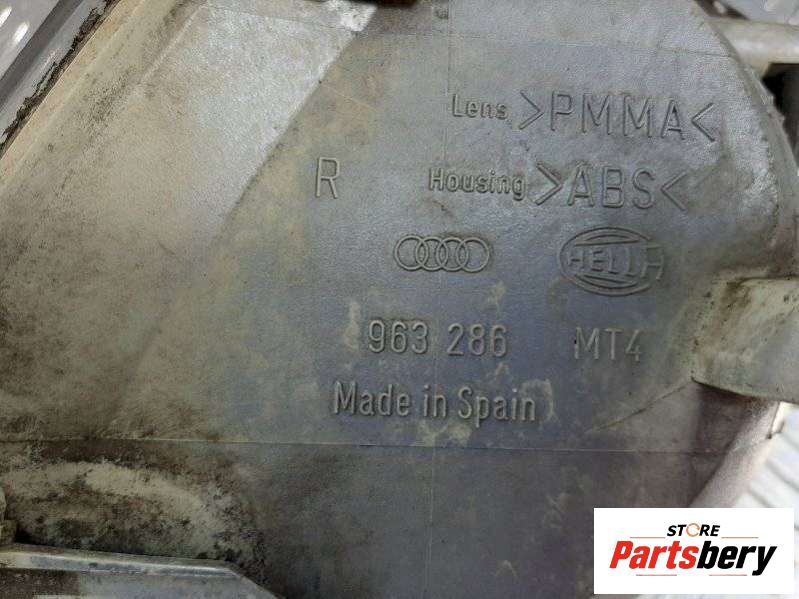 Lens >PMMA<
R Housing >ABS<
HELLA
963 286 MT4
Made in Spain
STORE
Partsbery